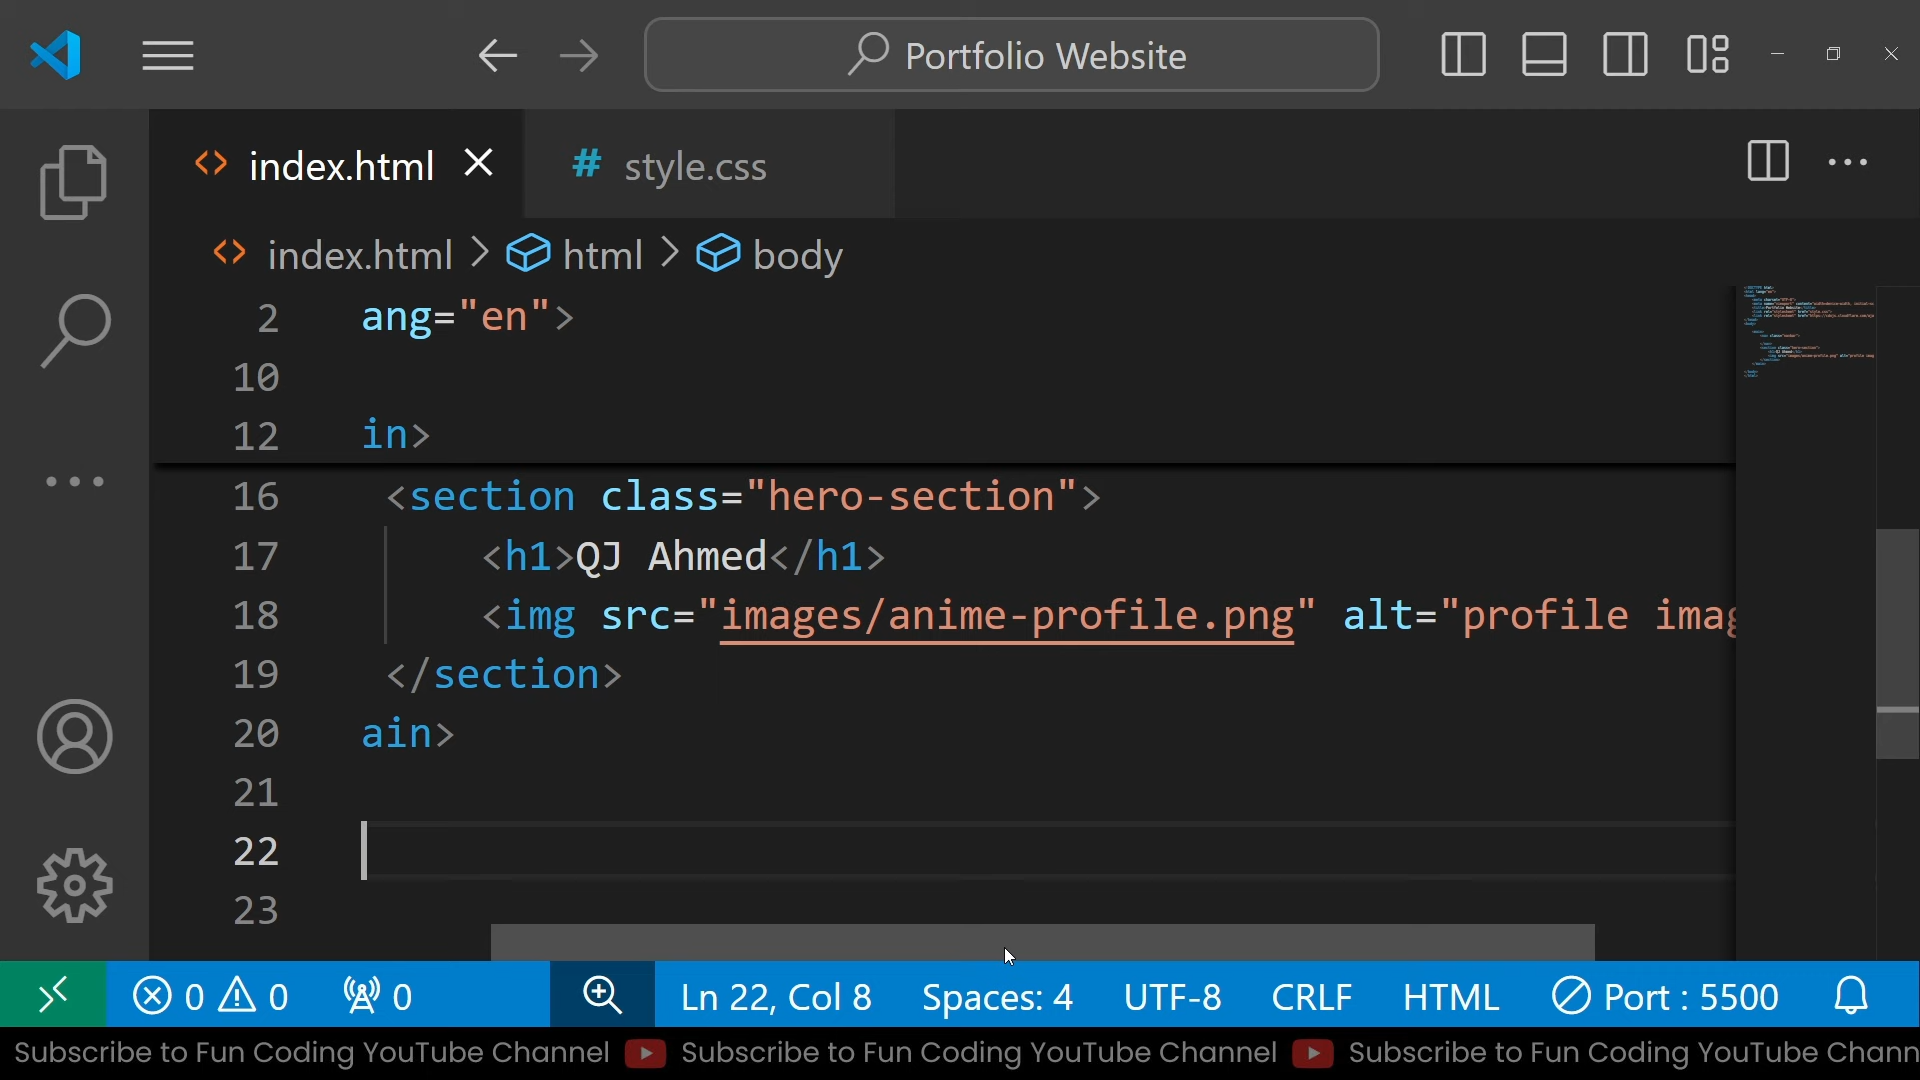 Portfolio Website
index.html
# style.css
index.html > html > body
2 ang="en">
10
12 in>
16 <section class="hero-section">
17 <h1>QJ Ahmed</h1>
18 <img src="images/anime-profile.png" alt="profile imag
19 </section>
20 ain>
21
22
23
0 0 0 Ln 22, Col 8 Spaces: 4 UTF-8 CRLF HTML Port : 5500
Subscribe to Fun Coding YouTube Channel Subscribe to Fun Coding YouTube Channel Subscribe to Fun Coding YouTube Chann